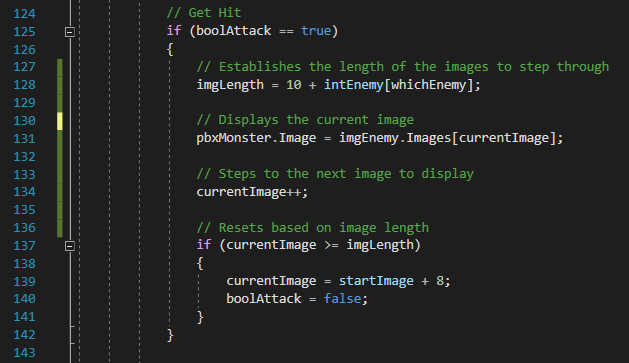 124 // Get Hit
125 if (boolAttack == true)
126 {
127 // Establishes the length of the images to step through
128 imgLength = 10 + intEnemy[whichEnemy];
129
130 // Displays the current image
131 pbxMonster.Image = imgEnemy.Images[currentImage];
132
133 // Steps to the next image to display
134 currentImage++;
135
136 // Resets based on image length
137 if (currentImage >= imgLength)
138 {
139 currentImage = startImage + 8;
140 boolAttack = false;
141 }
142 }
143